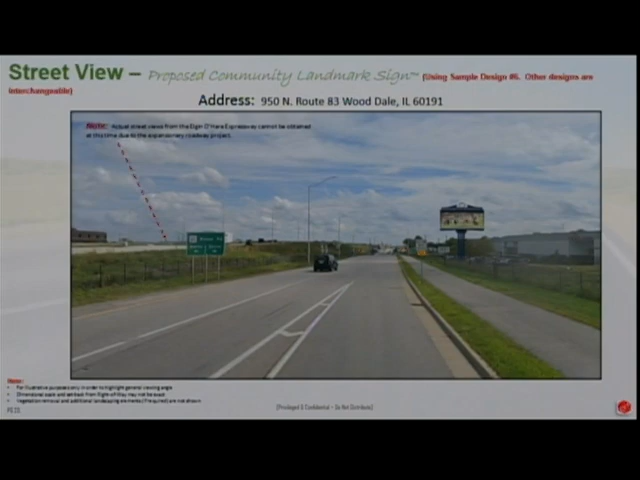 Street View – Proposed Community Landmark Sign™ (Using Sample Design #6. Other designs are
interchangeable)
Address: 950 N. Route 83 Wood Dale, IL 60191
Note: Actual street views from the Elgin O'Hare Expressway cannot be obtained
at this time due to the expansionary roadway project.
Note:
• For illustrative purposes only in order to highlight general viewing angle
• Dimensional scale and setback from Right-of-Way may not be exact
• Vegetation removal and additional landscaping elements (if required) are not shown
(Privileged & Confidential – Do Not Distribute)